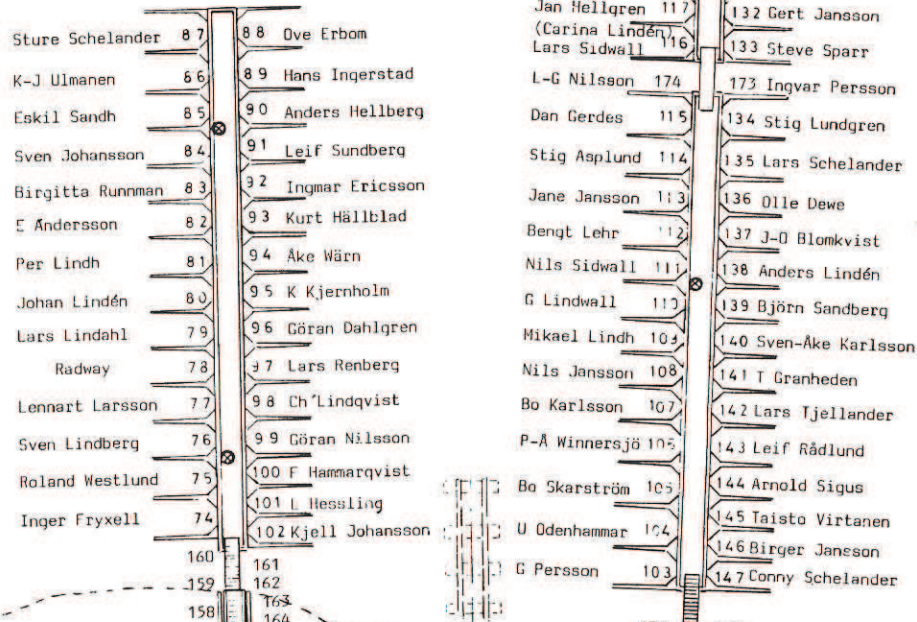 Sture Schelander 87 88 Ove Erbom
K-J Ulmanen 86 89 Hans Ingerstad
Eskil Sandh 85 90 Anders Hellberg
Sven Johansson 84 91 Leif Sundberg
Birgitta Runnman 83 92 Ingmar Ericsson
E Andersson 82 93 Kurt Hällblad
Per Lindh 81 94 Åke Wärn
Johan Lindén 80 95 K Kjernholm
Lars Lindahl 79 96 Göran Dahlgren
Radway 78 97 Lars Renberg
Lennart Larsson 77 98 Ch Lindqvist
Sven Lindberg 76 99 Göran Nilsson
Roland Westlund 75 100 F Hammarqvist
101 L Hessling
Inger Fryxell 74 102 Kjell Johansson
160 161
159 162
158 163
164
Jan Hellgren 117 132 Gert Jansson
(Carina Lindén)
Lars Sidwall 116 133 Steve Sparr
L-G Nilsson 174 173 Ingvar Persson
Dan Gerdes 115 134 Stig Lundgren
Stig Asplund 114 135 Lars Schelander
Jane Jansson 113 136 Olle Dewe
Bengt Lehr 112 137 J-O Blomkvist
Nils Sidwall 111 138 Anders Lindén
G Lindwall 110 139 Björn Sandberg
Mikael Lindh 109 140 Sven-Åke Karlsson
Nils Jansson 108 141 T Granheden
Bo Karlsson 107 142 Lars Tjellander
P-Å Winnersjö 106 143 Leif Rådlund
Bo Skarström 105 144 Arnold Sigus
145 Taisto Virtanen
U Odenhammar 104 146 Birger Jansson
G Persson 103 147 Conny Schelander